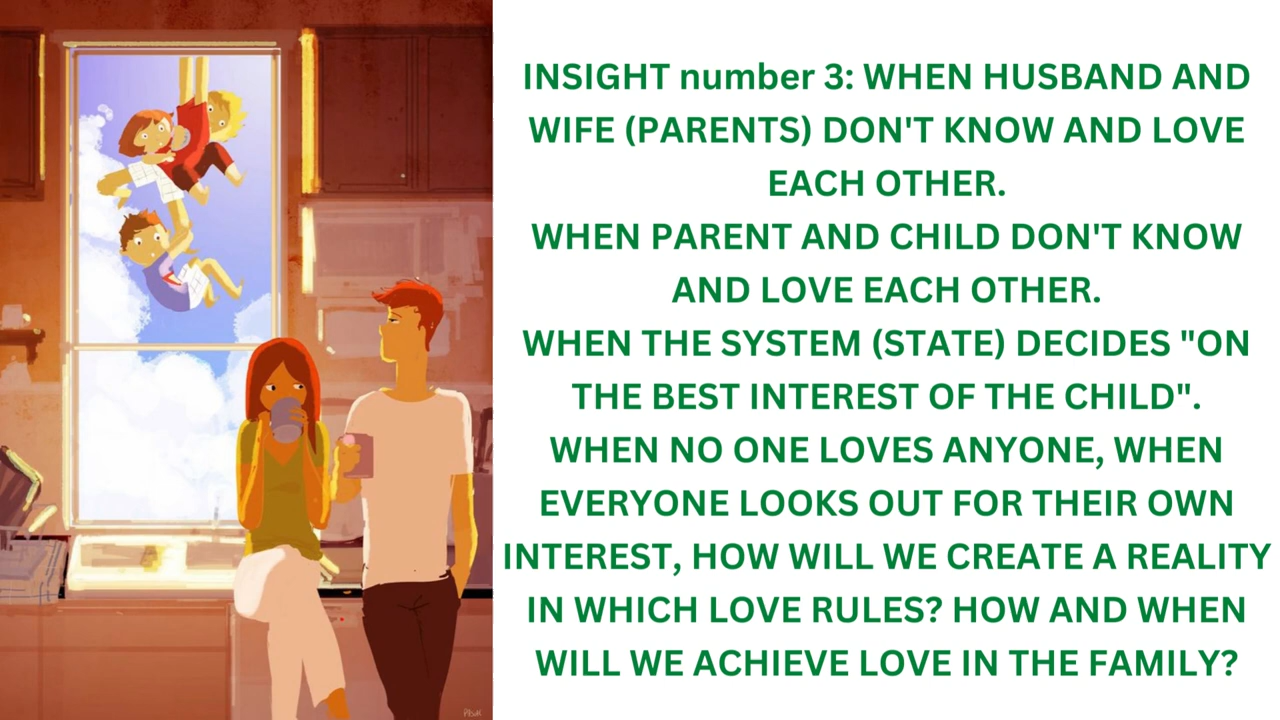 INSIGHT number 3: WHEN HUSBAND AND
WIFE (PARENTS) DON'T KNOW AND LOVE
EACH OTHER.
WHEN PARENT AND CHILD DON'T KNOW
AND LOVE EACH OTHER.
WHEN THE SYSTEM (STATE) DECIDES "ON
THE BEST INTEREST OF THE CHILD".
WHEN NO ONE LOVES ANYONE, WHEN
EVERYONE LOOKS OUT FOR THEIR OWN
INTEREST, HOW WILL WE CREATE A REALITY
IN WHICH LOVE RULES? HOW AND WHEN
WILL WE ACHIEVE LOVE IN THE FAMILY?